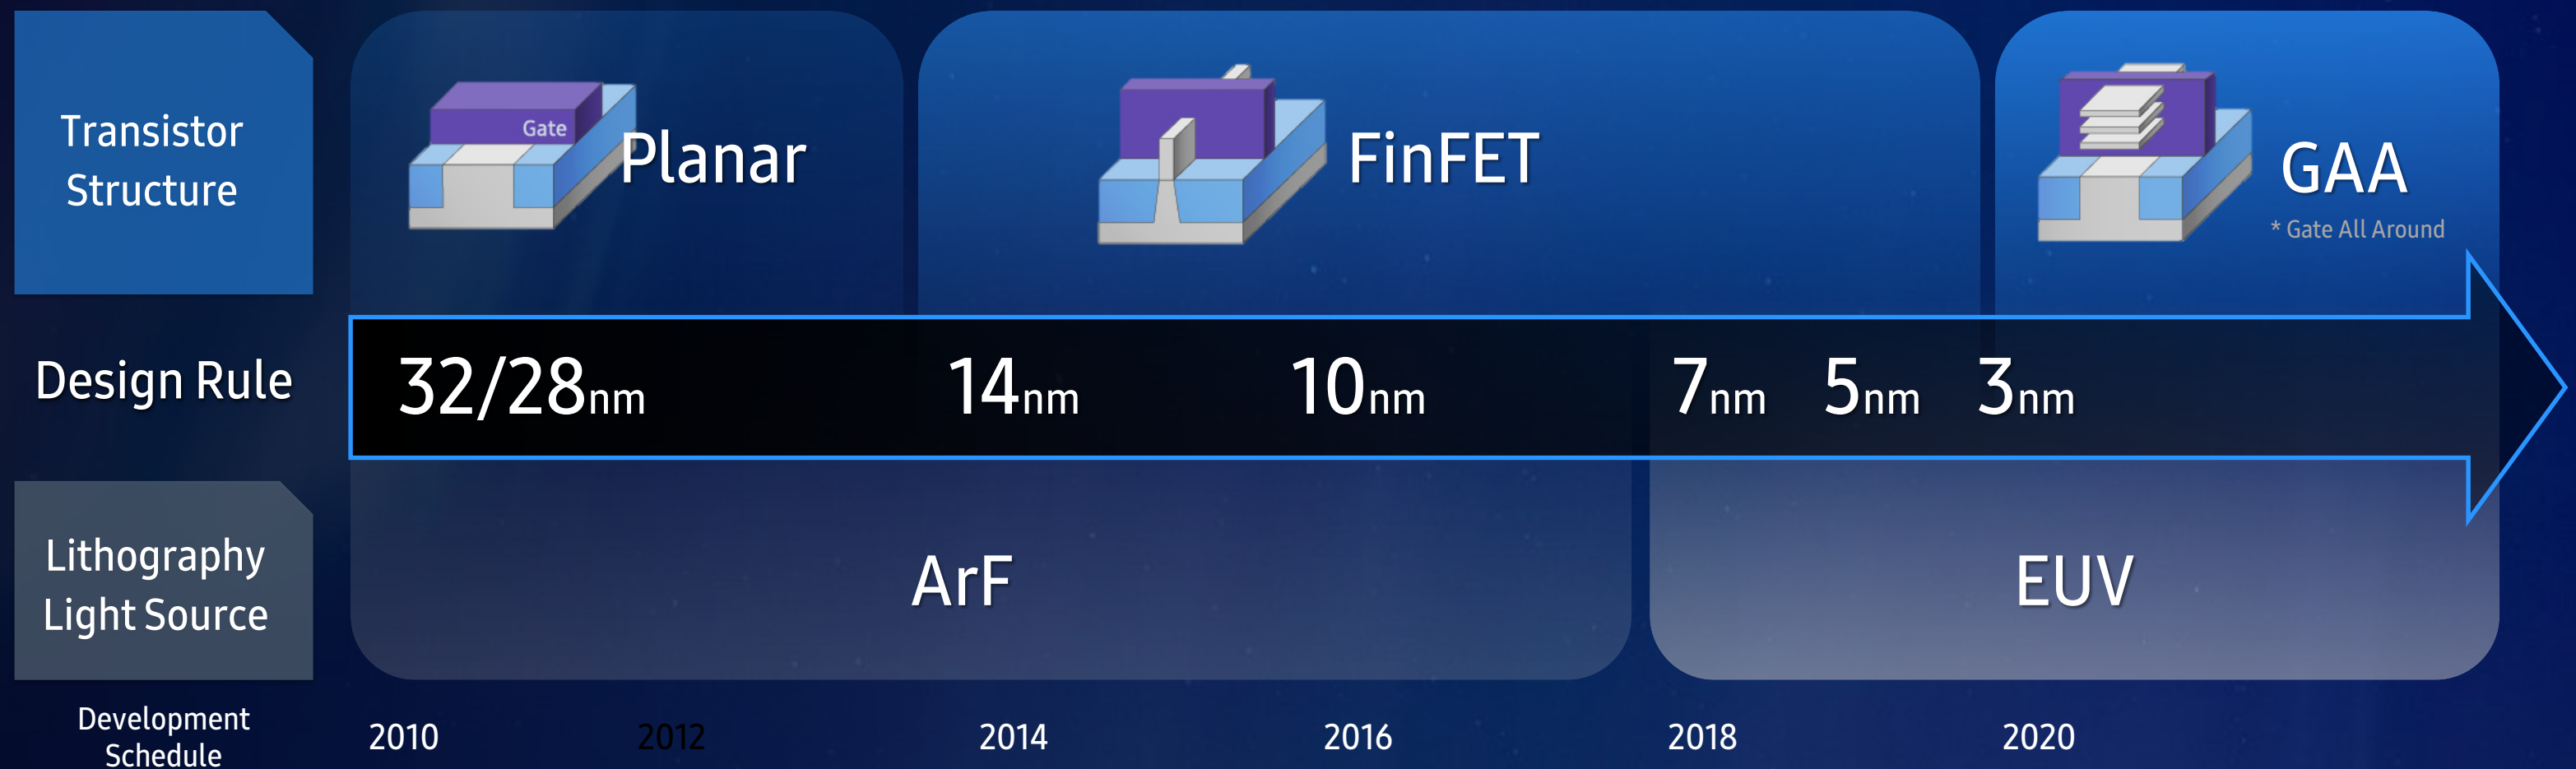 Transistor
Structure
Gate
Planar
FinFET
GAA
* Gate All Around
Design Rule
32/28nm
14nm
10nm
7nm
5nm
3nm
Lithography
Light Source
ArF
EUV
Development
Schedule
2010
2012
2014
2016
2018
2020